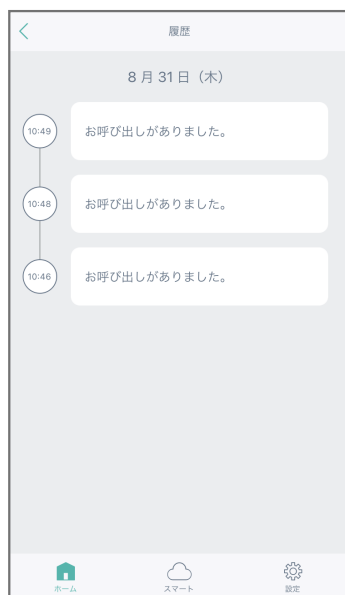 履歴
8 月 31 日（木）
10:49
お呼び出しがありました。
10:48
お呼び出しがありました。
10:46
お呼び出しがありました。
ホーム
スマート
設定